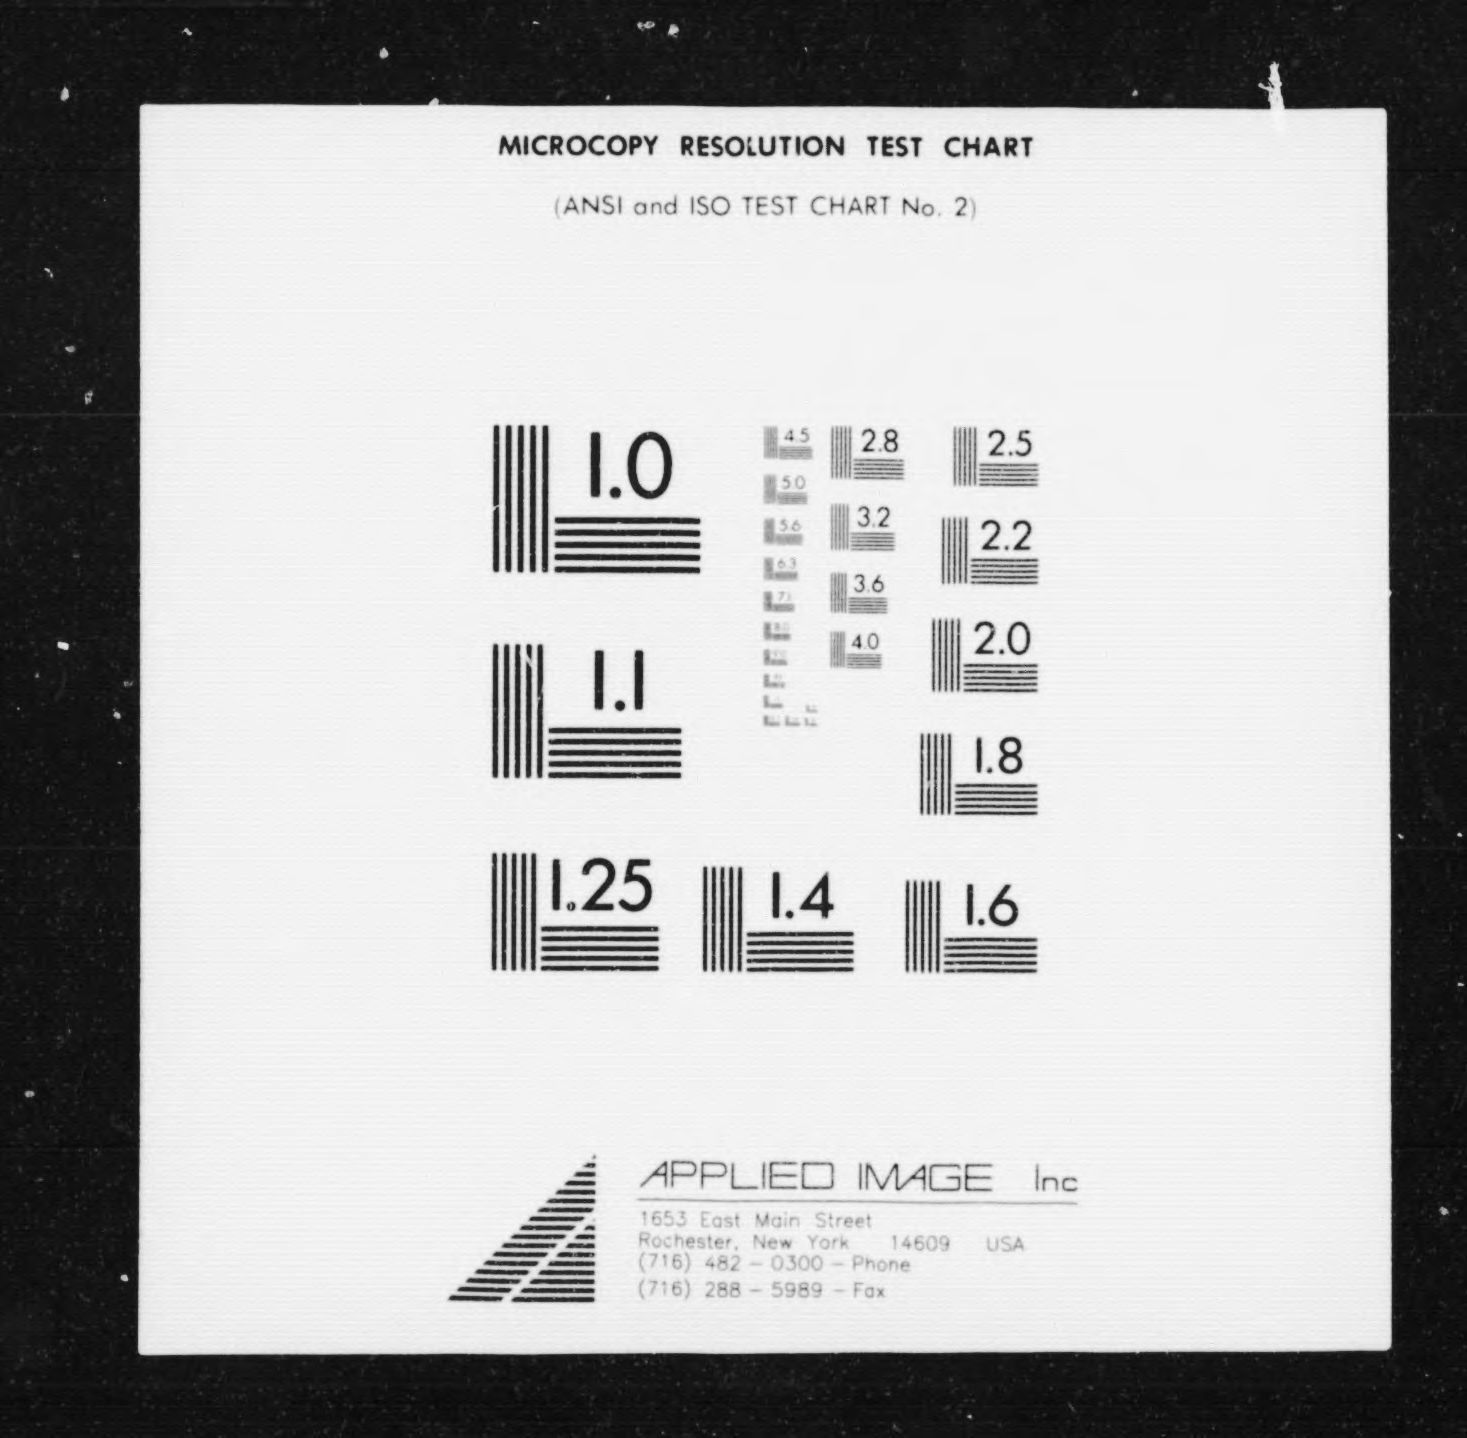 MICROCOPY RESOLUTION TEST CHART
(ANSI and ISO TEST CHART No. 2)
1.0
1.1
1.25
1.4
1.6
1.8
2.0
2.2
2.5
2.8
3.2
3.6
4.0
4.5
5.0
5.6
6.3
7.1
APPLIED IMAGE Inc
1653 East Main Street
Rochester, New York 14609 USA
(716) 482 - 0300 - Phone
(716) 288 - 5989 - Fax